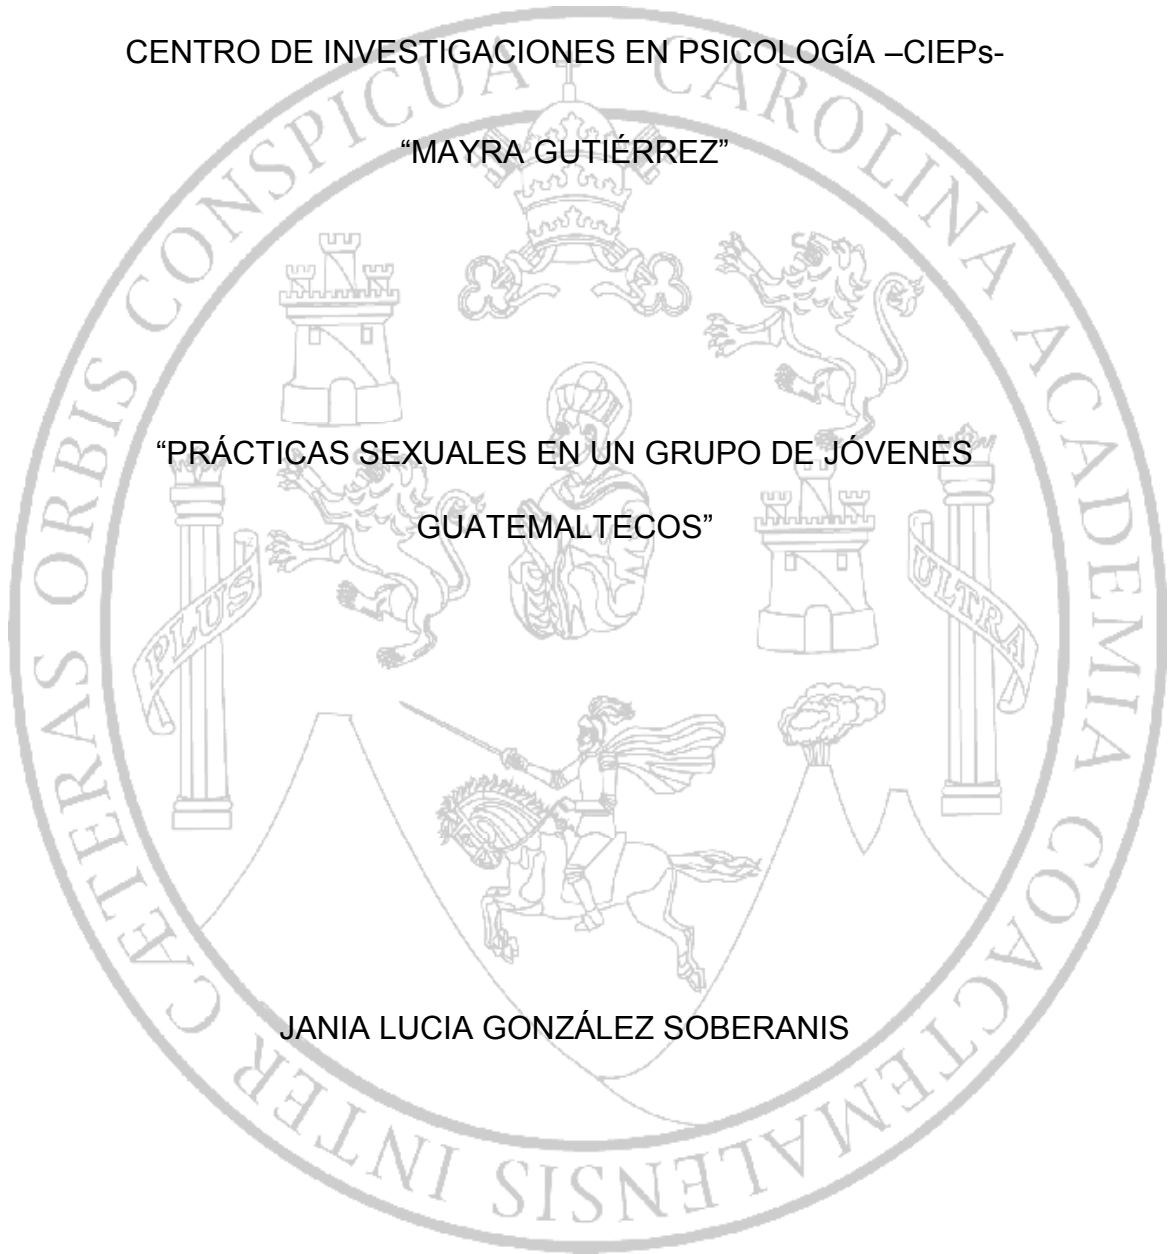 CENTRO DE INVESTIGACIONES EN PSICOLOGÍA –CIEPs-
“MAYRA GUTIÉRREZ”
“PRÁCTICAS SEXUALES EN UN GRUPO DE JÓVENES
GUATEMALTECOS”
JANIA LUCIA GONZÁLEZ SOBERANIS
CAROLINA ACADEMIA COACTEMALENSIS INTER CÆTERAS ORBIS CONSPICUA
PLUS
ULTRA